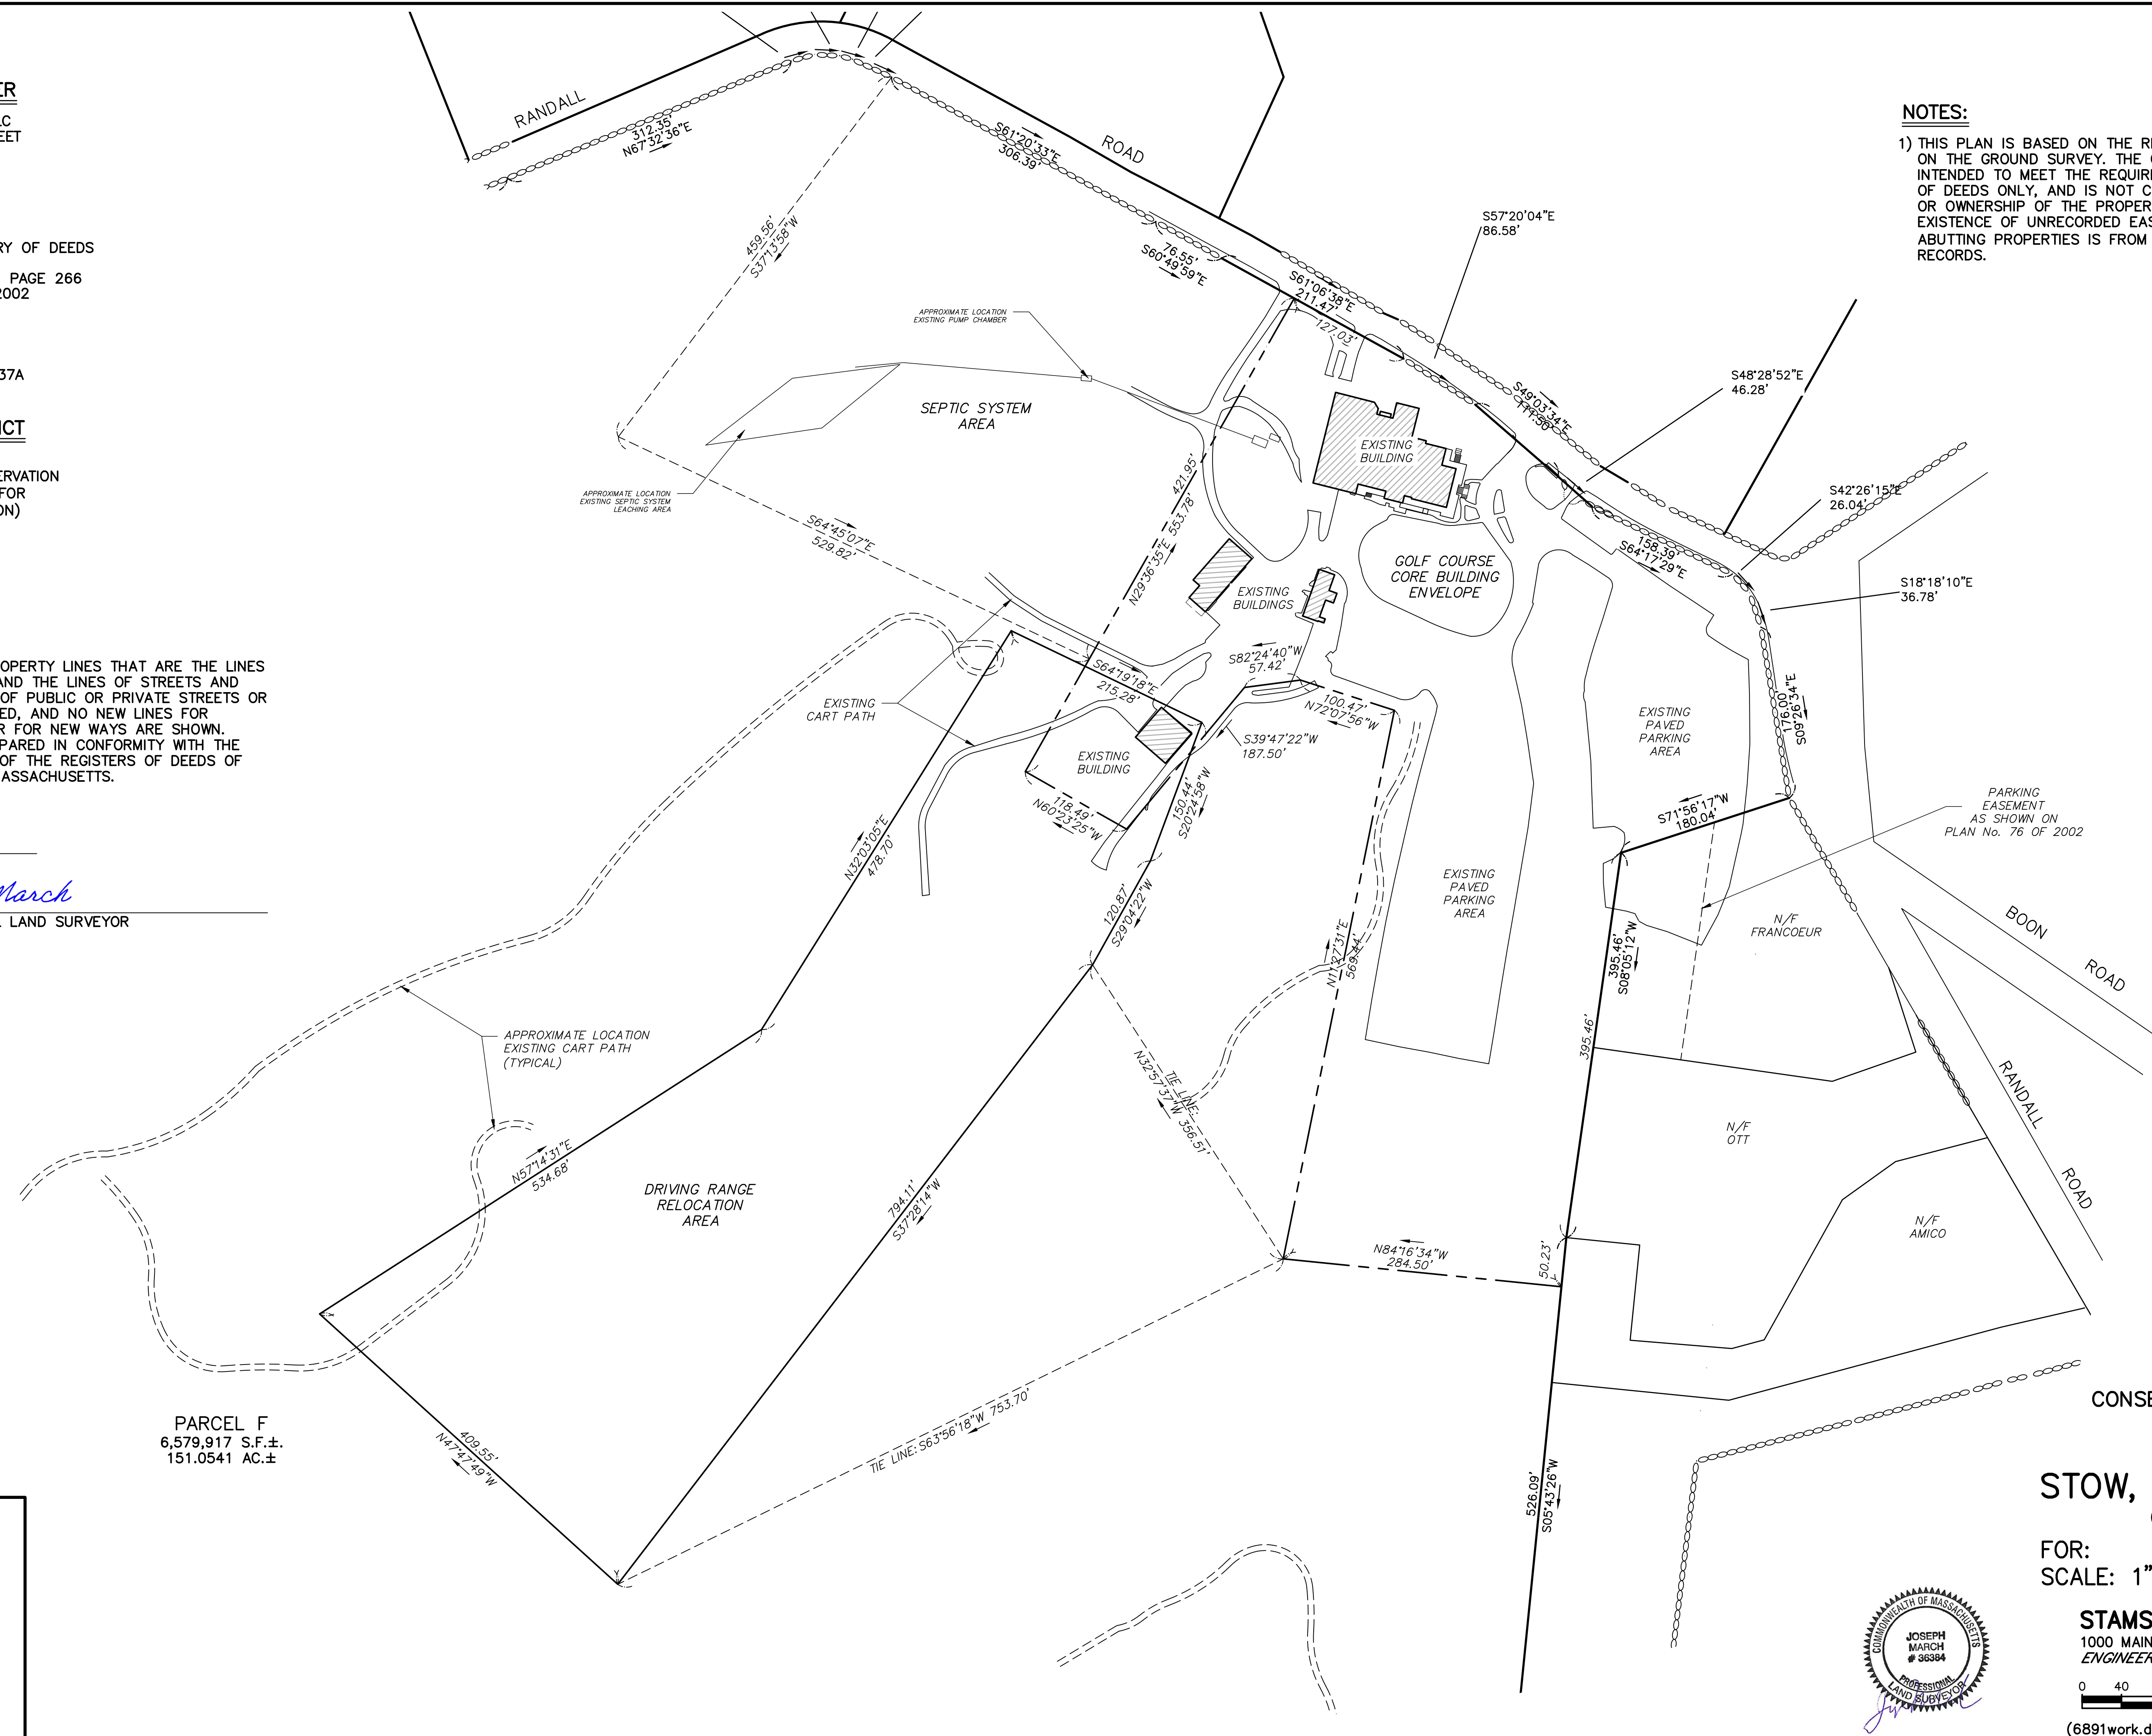 ER
LC
EET
RY OF DEEDS
PAGE 266
2002
37A
ICT
ERVATION
FOR
ON)
OPERTY LINES THAT ARE THE LINES
AND THE LINES OF STREETS AND
OF PUBLIC OR PRIVATE STREETS OR
ED, AND NO NEW LINES FOR
R FOR NEW WAYS ARE SHOWN.
PARED IN CONFORMITY WITH THE
OF THE REGISTERS OF DEEDS OF
MASSACHUSETTS.
March
LAND SURVEYOR
RANDALL
ROAD
312.35'
N67°32'36"E
S61°20'33"E
306.39'
459.56'
S37°13'58"W
76.55'
S60°49'59"E
S61°06'38"E
211.47'
127.03'
S57°20'04"E
86.58'
S49°03'34"E
111.50'
S48°28'52"E
46.28'
S42°26'15"E
26.04'
158.39'
S64°17'29"E
S18°18'10"E
36.78'
176.00'
S09°26'34"E
APPROXIMATE LOCATION
EXISTING PUMP CHAMBER
SEPTIC SYSTEM
AREA
APPROXIMATE LOCATION
EXISTING SEPTIC SYSTEM
LEACHING AREA
S64°45'07"E
529.82'
421.95'
N29°36'35"E 553.78'
EXISTING
BUILDING
GOLF COURSE
CORE BUILDING
ENVELOPE
EXISTING
BUILDINGS
S82°24'40"W
57.42'
S64°19'18"E
215.28'
100.47'
N72°07'56"W
S39°47'22"W
187.50'
EXISTING
CART PATH
EXISTING
BUILDING
118.49'
N60°23'25"W
150.44'
S20°24'58"W
N32°03'05"E
478.70'
120.87'
S29°04'22"W
N11°27'31"E
569.44'
EXISTING
PAVED
PARKING
AREA
EXISTING
PAVED
PARKING
AREA
S71°56'17"W
180.04'
PARKING
EASEMENT
AS SHOWN ON
PLAN No. 76 OF 2002
N/F
FRANCOEUR
395.46'
S08°05'12"W
395.46'
BOON
ROAD
RANDALL
ROAD
N/F
OTT
N/F
AMICO
APPROXIMATE LOCATION
EXISTING CART PATH
(TYPICAL)
N57°14'31"E
534.68'
DRIVING RANGE
RELOCATION
AREA
794.11'
S37°28'14"W
TIE LINE:
N32°57'37"W 356.51'
N84°16'34"W
284.50'
50.23'
TIE LINE: S63°56'18"W 753.70'
409.55'
N47°47'49"W
526.09'
S05°43'26"W
PARCEL F
6,579,917 S.F.±.
151.0541 AC.±
NOTES:
1) THIS PLAN IS BASED ON THE RE
ON THE GROUND SURVEY. THE
INTENDED TO MEET THE REQUIRE
OF DEEDS ONLY, AND IS NOT C
OR OWNERSHIP OF THE PROPER
EXISTENCE OF UNRECORDED EAS
ABUTTING PROPERTIES IS FROM
RECORDS.
CONSE
STOW,
FOR:
SCALE: 1"
STAMS
1000 MAIN
ENGINEER
0 40
(6891work.d
COMMONWEALTH OF MASSACHUSETTS
JOSEPH
MARCH
# 36384
PROFESSIONAL
LAND SURVEYOR